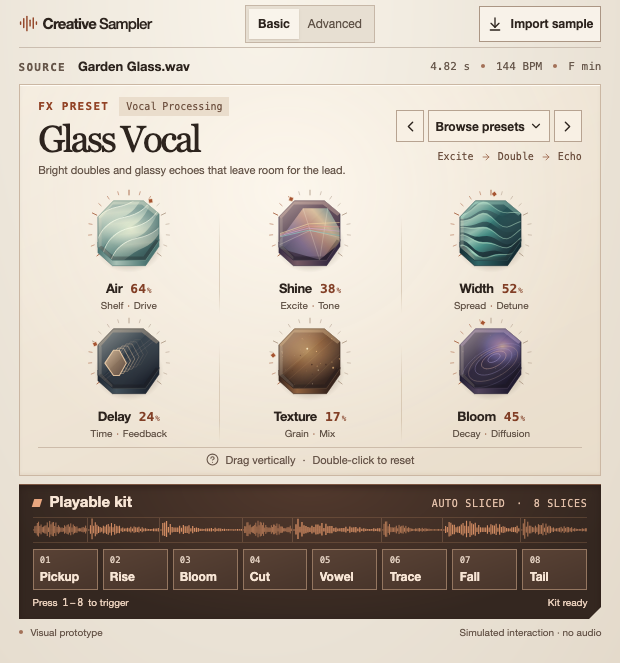 Creative Sampler
Basic Advanced
Import sample
SOURCE Garden Glass.wav
4.82 s • 144 BPM • F min
FX PRESET Vocal Processing
Glass Vocal
Bright doubles and glassy echoes that leave room for the lead.
Browse presets
Excite → Double → Echo
Air 64%
Shelf · Drive
Shine 38%
Excite · Tone
Width 52%
Spread · Detune
Delay 24%
Time · Feedback
Texture 17%
Grain · Mix
Bloom 45%
Decay · Diffusion
? Drag vertically · Double-click to reset
Playable kit
AUTO SLICED · 8 SLICES
01
Pickup
02
Rise
03
Bloom
04
Cut
05
Vowel
06
Trace
07
Fall
08
Tail
Press 1–8 to trigger
Kit ready
• Visual prototype
Simulated interaction · no audio